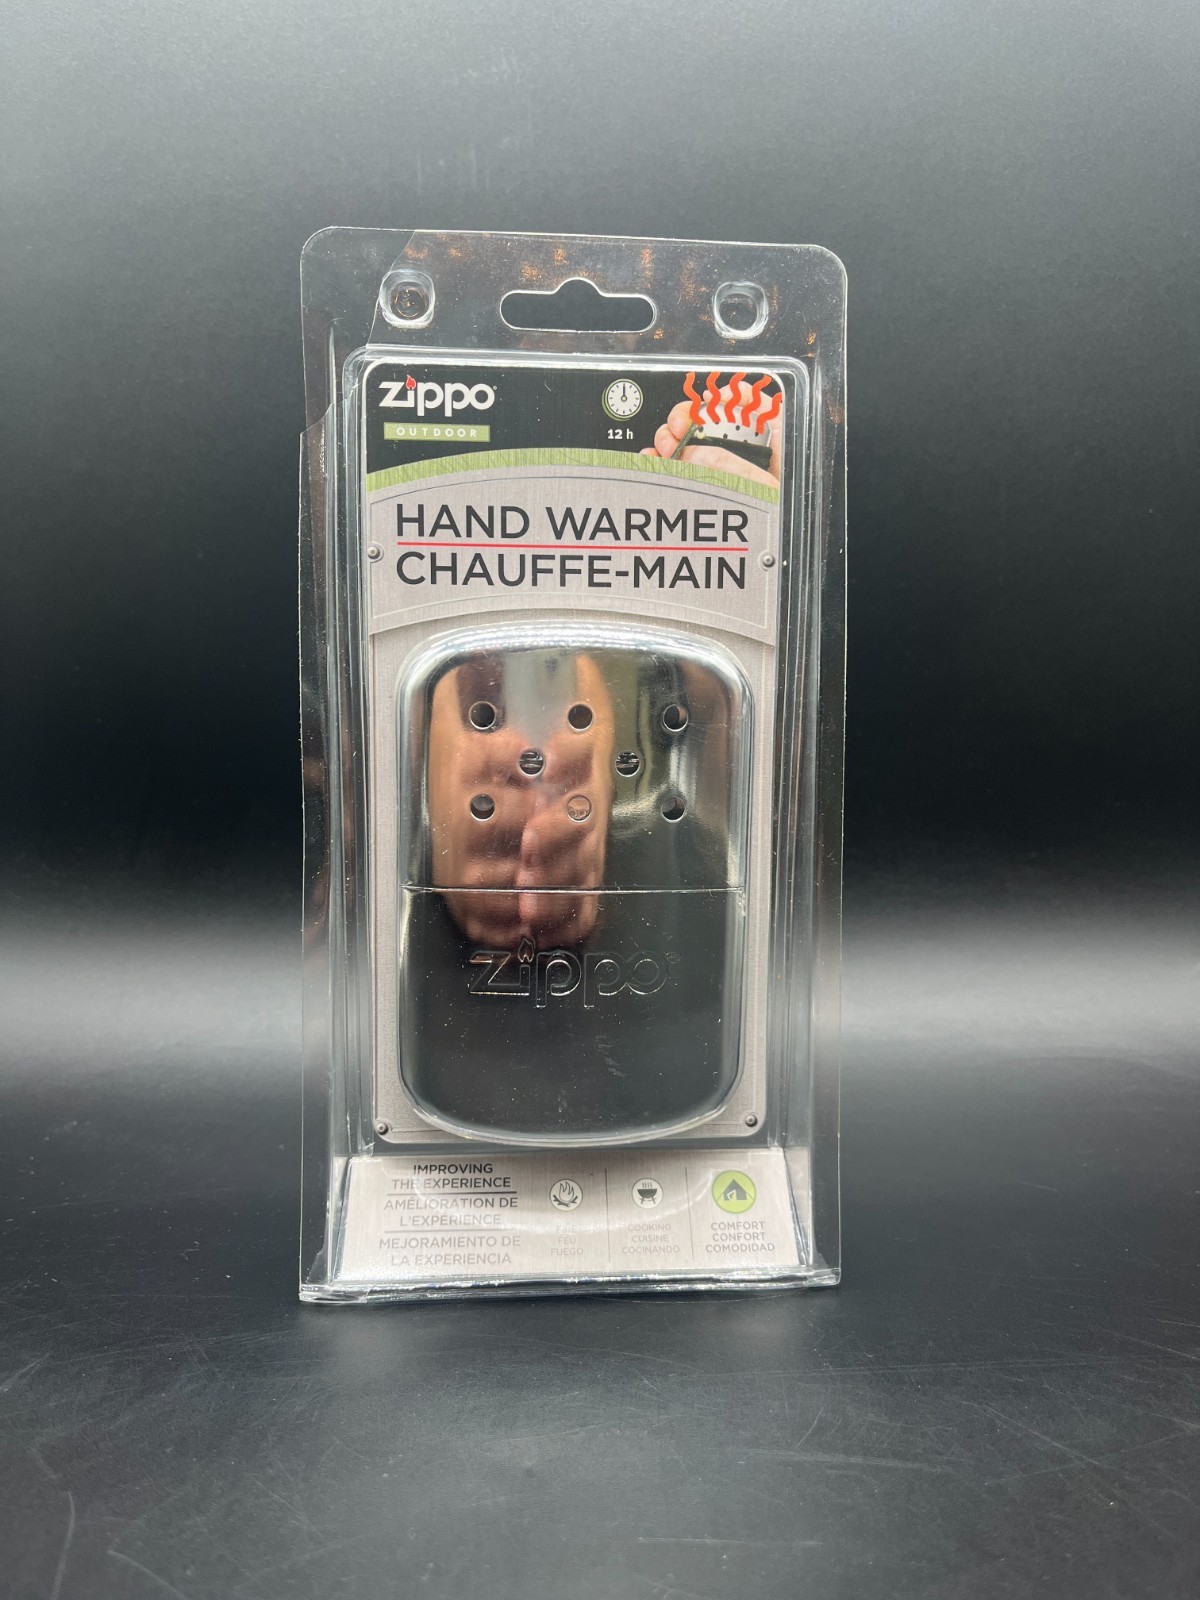 zippo
OUTDOOR
12 h
HAND WARMER
CHAUFFE-MAIN
zippo
IMPROVING
THE EXPERIENCE
AMÉLIORATION DE
L'EXPÉRIENCE
MEJORAMIENTO DE
LA EXPERIENCIA
FEU
FUEGO
COOKING
CUISINE
COCINANDO
COMFORT
CONFORT
COMODIDAD